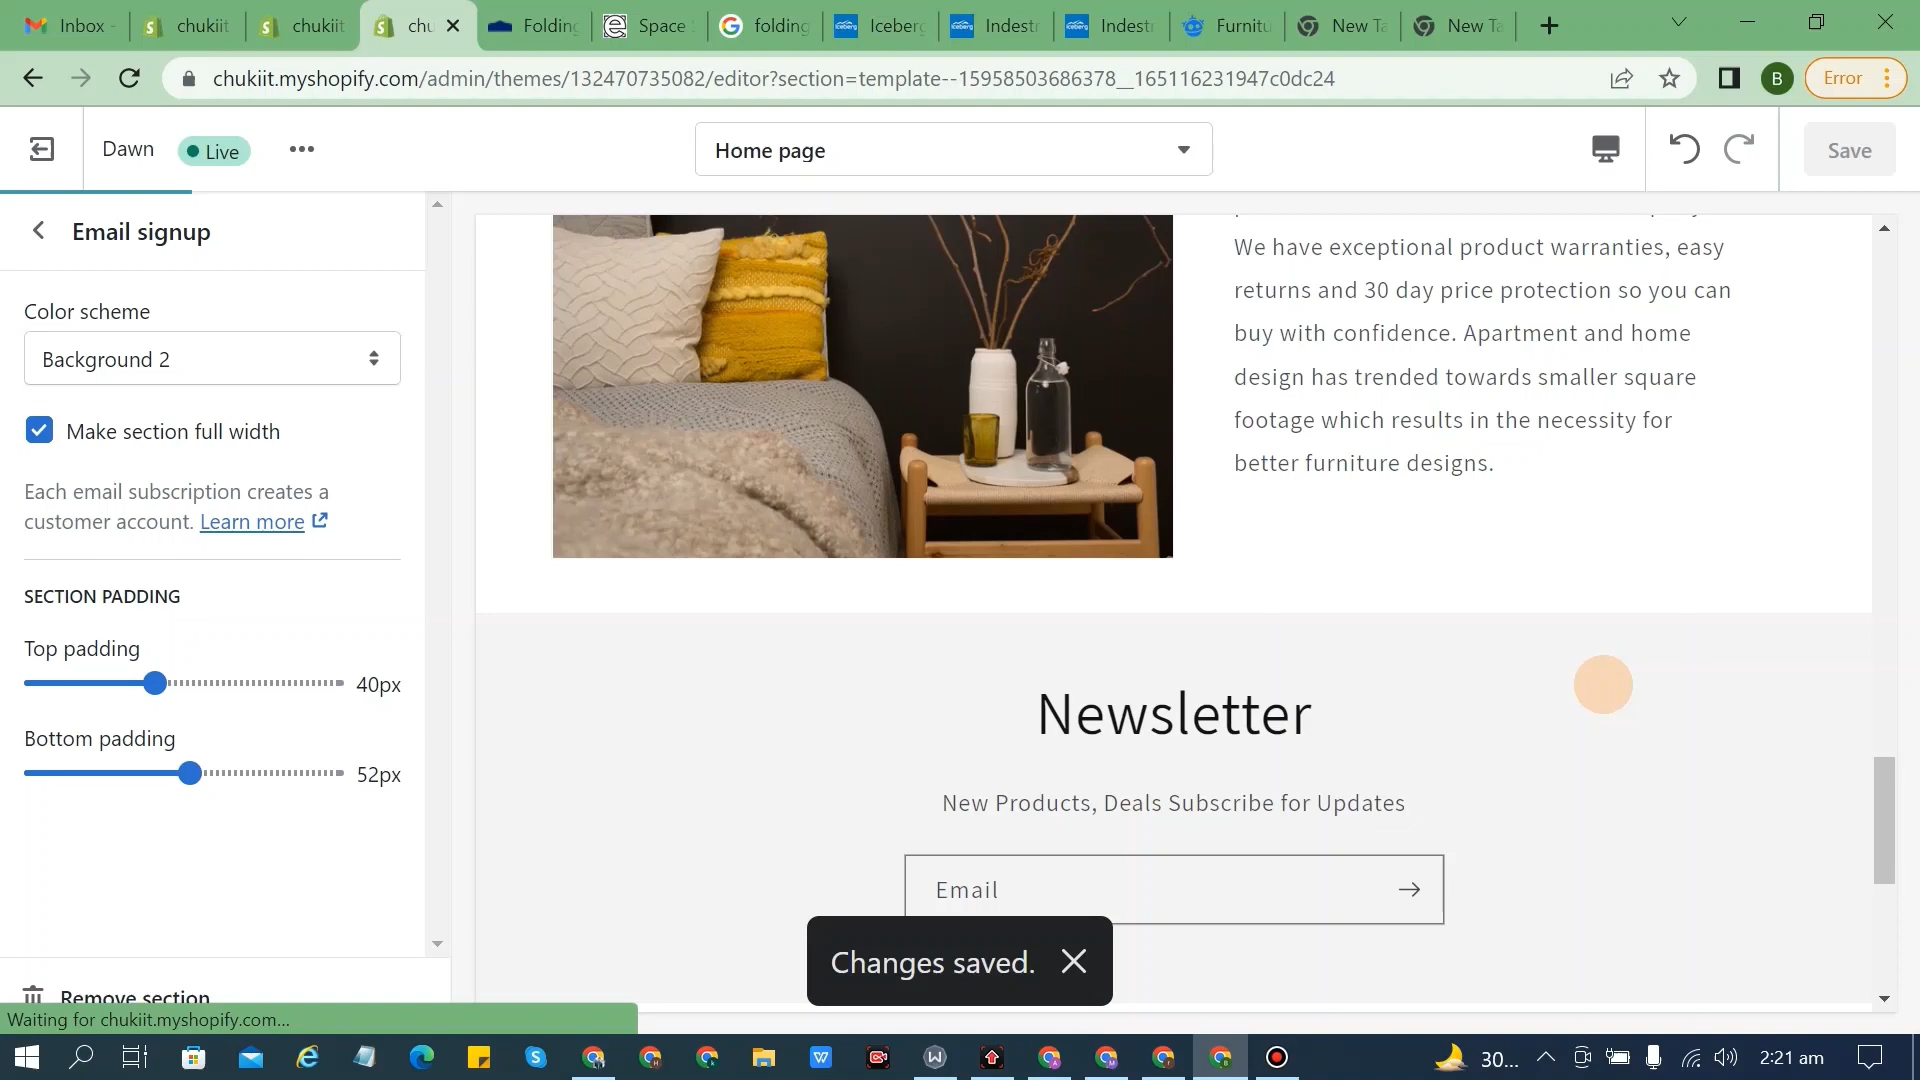 Inbox -
chukiit
chukiit
chu
Folding
Space
folding
Iceberg
Indestr
Indestr
Furnitu
New Ta
New Ta
chukiit.myshopify.com/admin/themes/132470735082/editor?section=template--15958503686378__165116231947c0dc24
B
Error
Dawn
Live
Home page
Save
Email signup
Color scheme
Background 2
Make section full width
Each email subscription creates a
customer account. Learn more
SECTION PADDING
Top padding
40px
Bottom padding
52px
Remove section
Waiting for chukiit.myshopify.com...
We have exceptional product warranties, easy
returns and 30 day price protection so you can
buy with confidence. Apartment and home
design has trended towards smaller square
footage which results in the necessity for
better furniture designs.
Newsletter
New Products, Deals Subscribe for Updates
Email
Changes saved.
30...
2:21 am